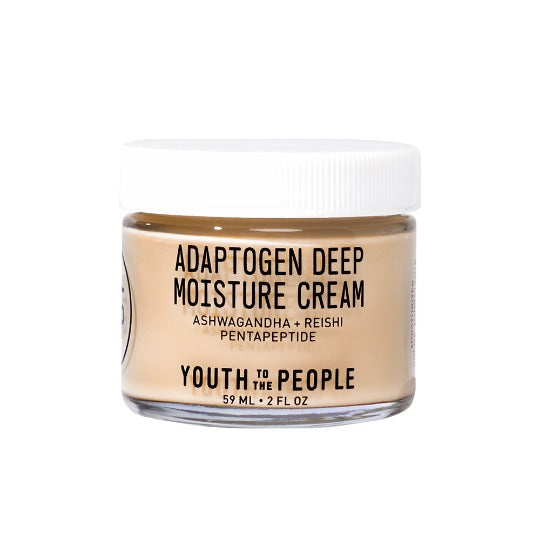 ADAPTOGEN DEEP
MOISTURE CREAM
ASHWAGANDHA + REISHI
PENTAPEPTIDE
YOUTH TO THE PEOPLE
59 ML • 2 FL OZ